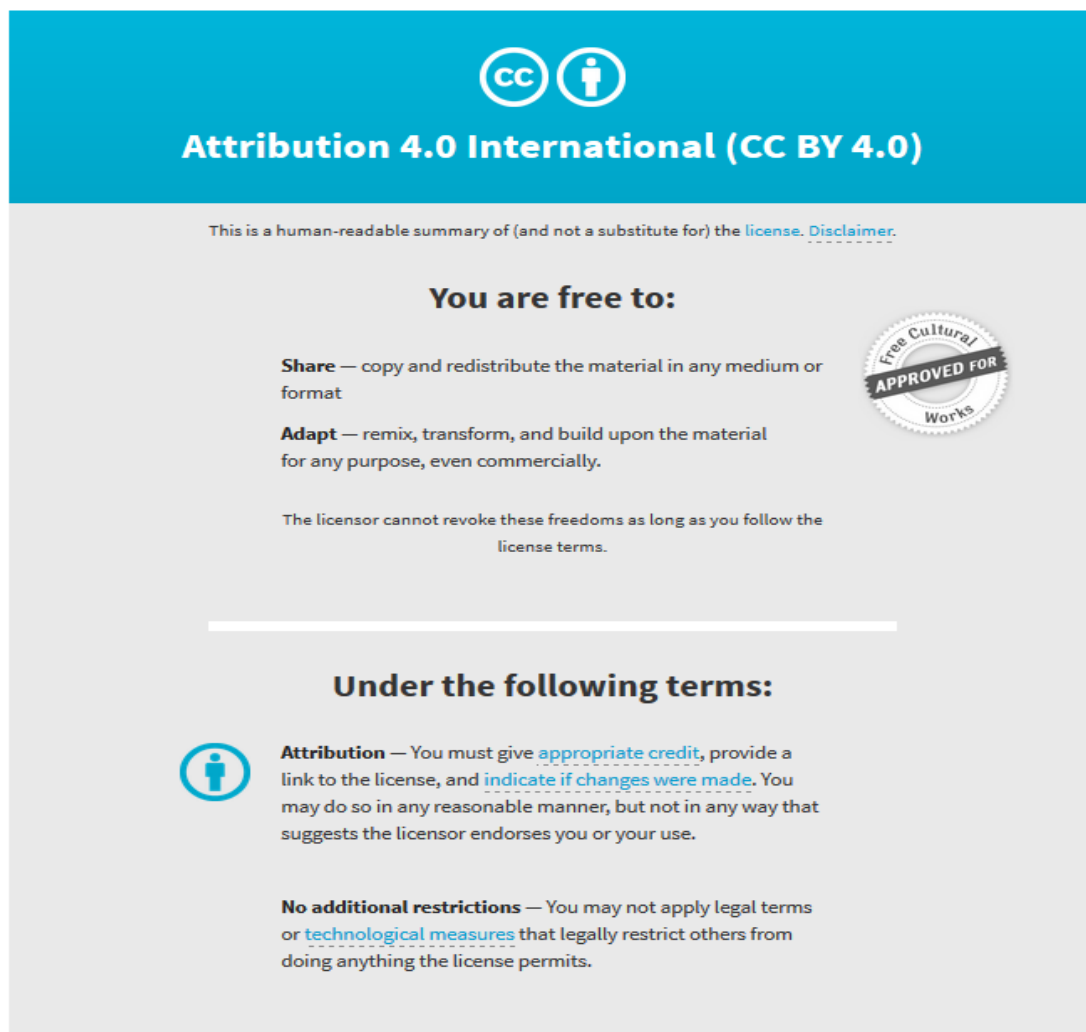 cc
Attribution 4.0 International (CC BY 4.0)
This is a human-readable summary of (and not a substitute for) the license. Disclaimer.
You are free to:
Free Cultural
APPROVED FOR
Works
Share — copy and redistribute the material in any medium or
format
Adapt — remix, transform, and build upon the material
for any purpose, even commercially.
The licensor cannot revoke these freedoms as long as you follow the
license terms.
Under the following terms:
Attribution — You must give appropriate credit, provide a
link to the license, and indicate if changes were made. You
may do so in any reasonable manner, but not in any way that
suggests the licensor endorses you or your use.
No additional restrictions — You may not apply legal terms
or technological measures that legally restrict others from
doing anything the license permits.